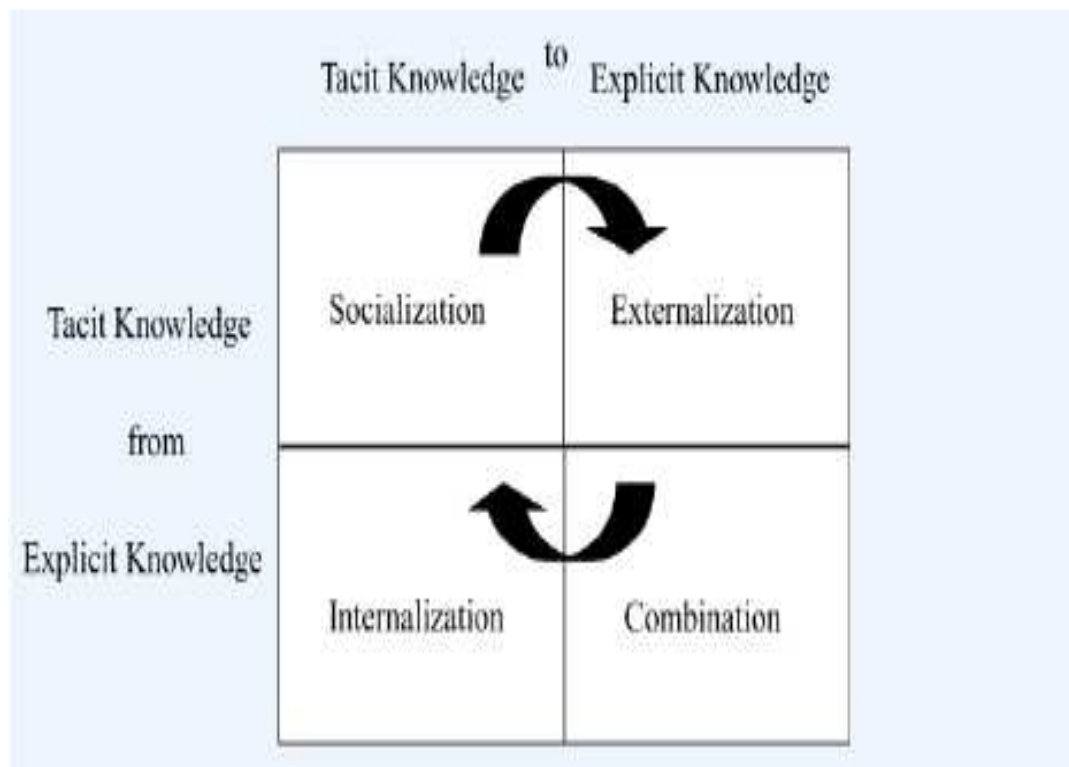 to
Tacit Knowledge Explicit Knowledge
Socialization Externalization
Tacit Knowledge
from
Explicit Knowledge
Internalization Combination